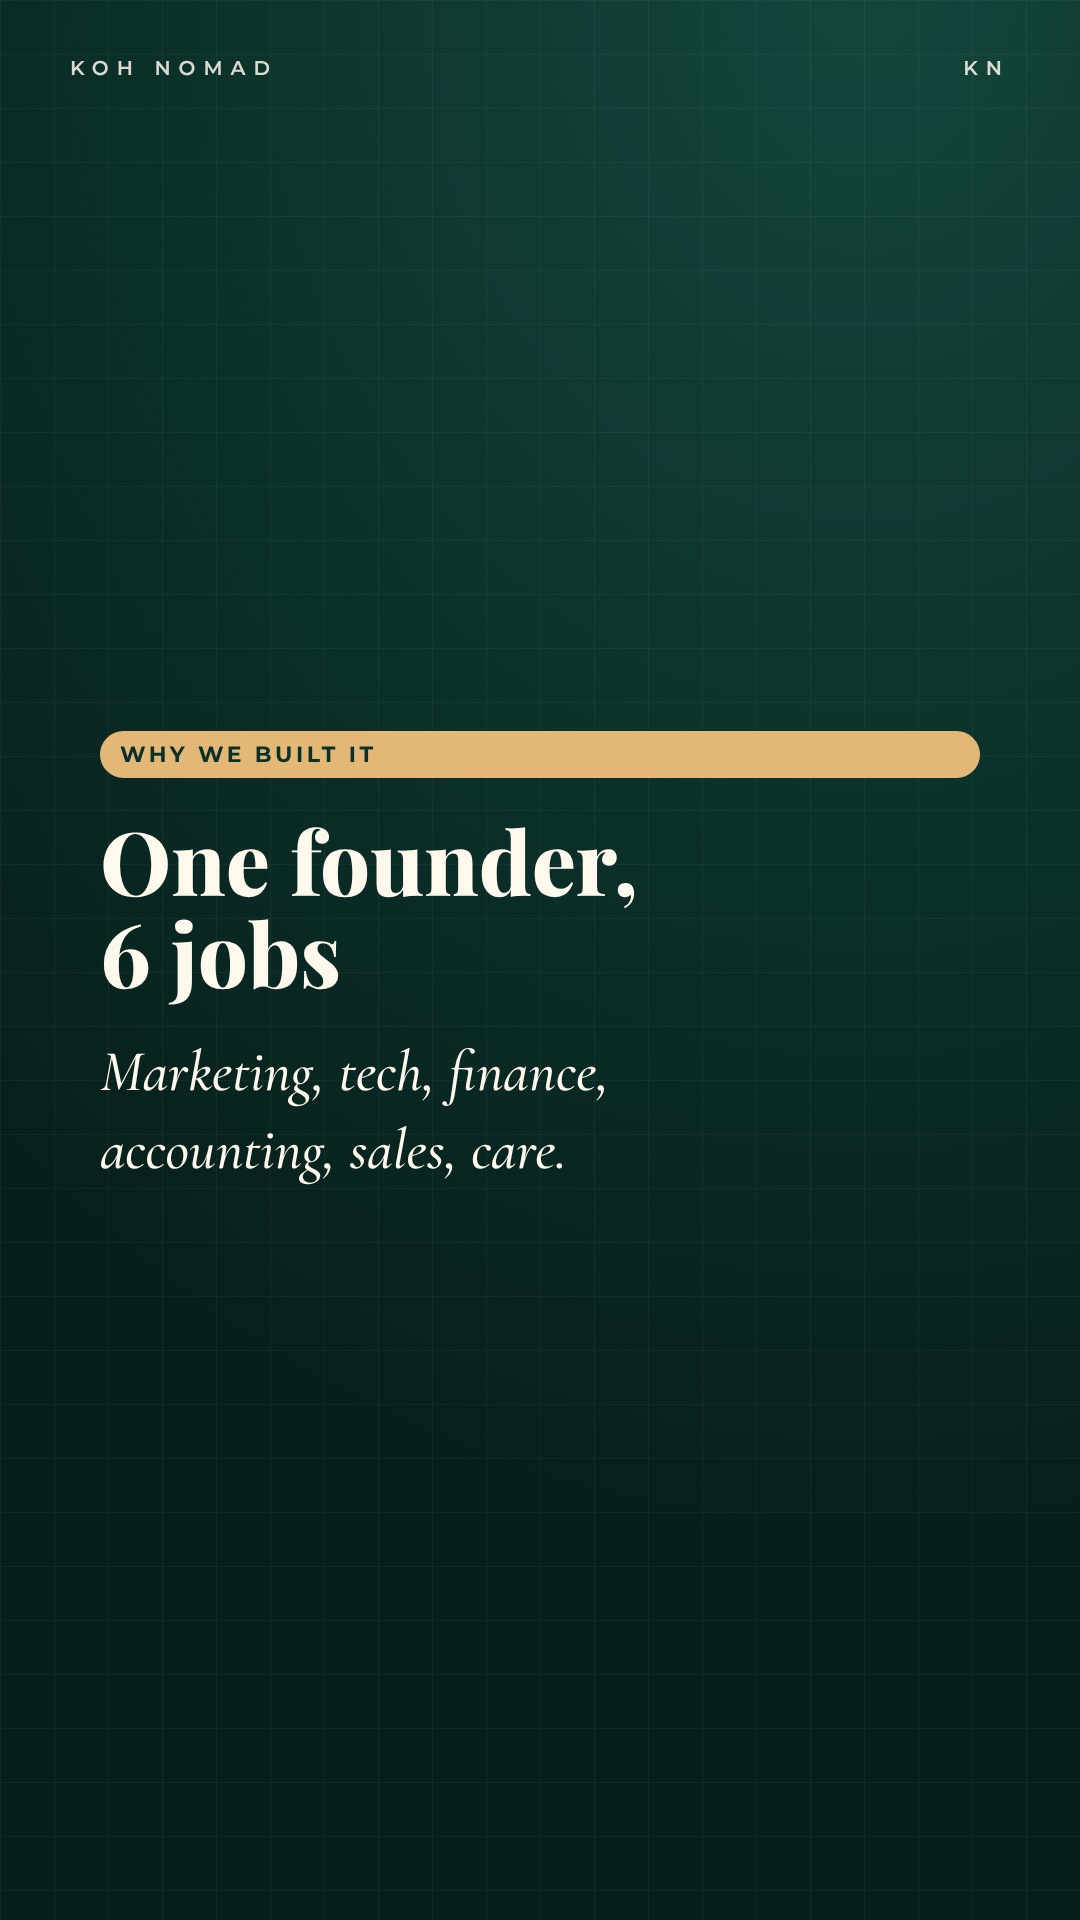 KOH NOMAD
KN
WHY WE BUILT IT
One founder,
6 jobs
Marketing, tech, finance,
accounting, sales, care.